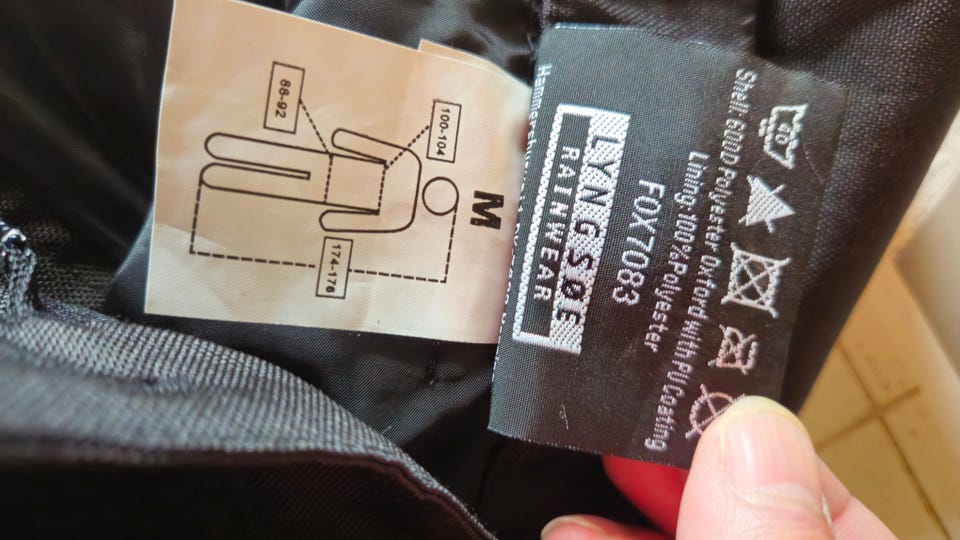 M
100-104
88-92
174-176
Shell: 600D Polyester Oxford with PU Coating
Lining 100% Polyester
FOX7083
LYNGSØE
RAINWEAR